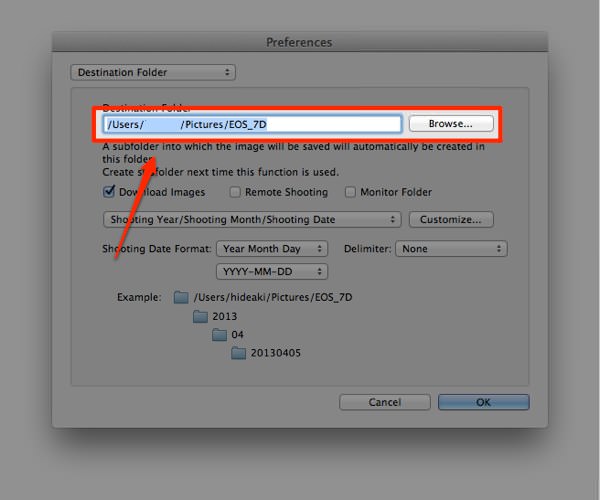 Preferences
Destination Folder
Destination Folder
/Users/ /Pictures/EOS_7D
Browse...
A subfolder into which the image will be saved will automatically be created in
this folder.
Create subfolder next time this function is used.
Download Images Remote Shooting Monitor Folder
Shooting Year/Shooting Month/Shooting Date Customize...
Shooting Date Format: Year Month Day Delimiter: None
YYYY-MM-DD
Example: /Users/hideaki/Pictures/EOS_7D
2013
04
20130405
Cancel OK